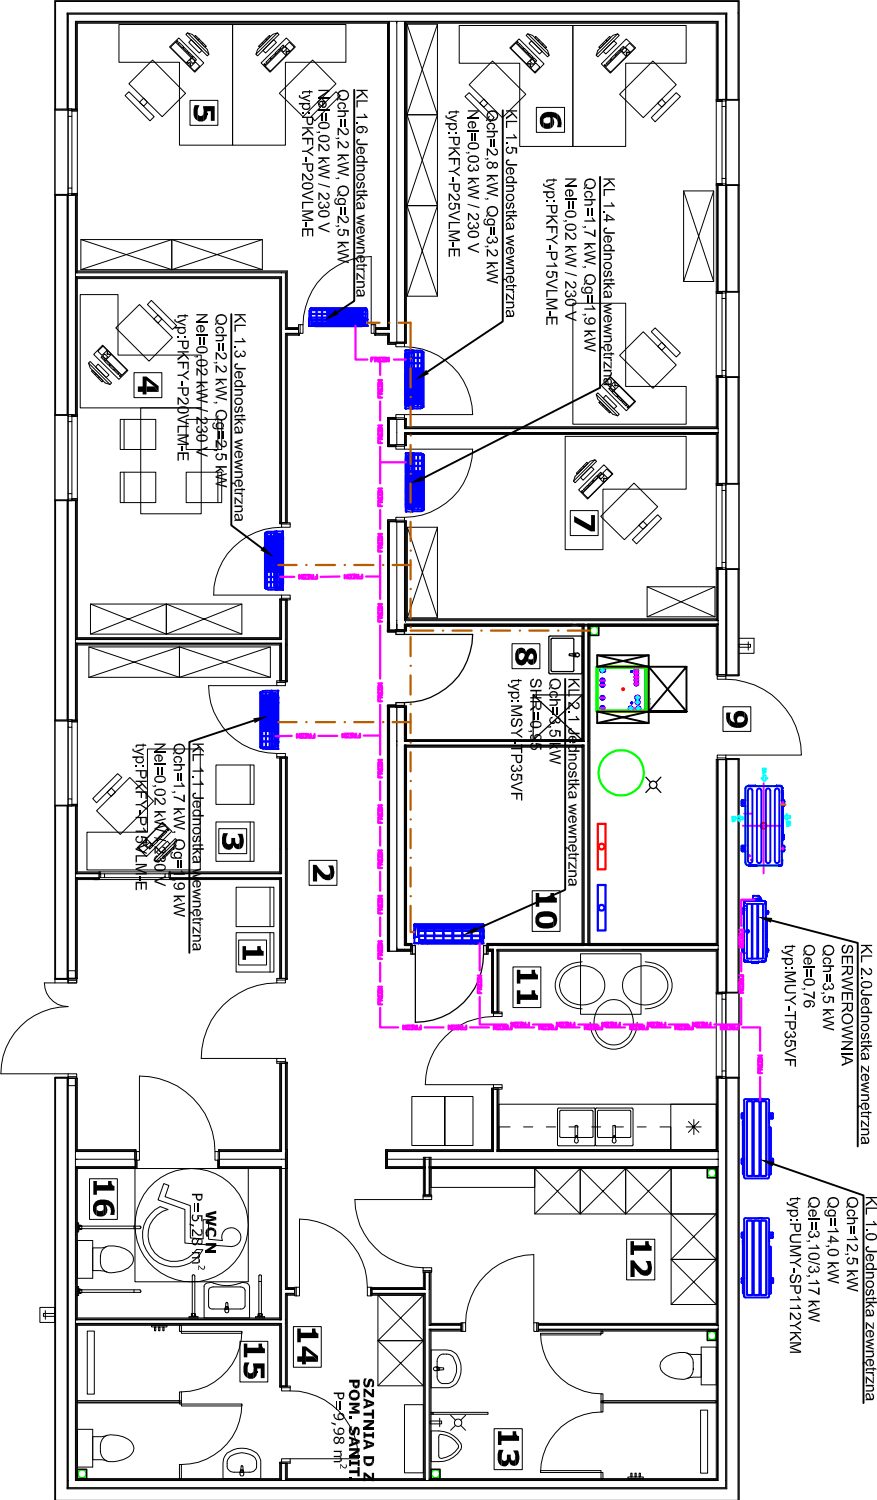 KL 1.6 Jednostka wewnętrzna
Qch=2,2 kW, Qg=2,5 kW
Nel=0,02 kW / 230 V
typ:PKFY-P20VLM-E
KL 1.5 Jednostka wewnętrzna
Qch=2,8 kW, Qg=3,2 kW
Nel=0,03 kW / 230 V
typ:PKFY-P25VLM-E
KL 1.4 Jednostka wewnętrzna
Qch=1,7 kW, Qg=1,9 kW
Nel=0,02 kW / 230 V
typ:PKFY-P15VLM-E
KL 1.3 Jednostka wewnętrzna
Qch=2,2 kW, Qg=2,5 kW
Nel=0,02 kW / 230 V
typ:PKFY-P20VLM-E
KL 2.1 Jednostka wewnętrzna
Qch=3,5 kW
SHR=0,95
typ:MSY-TP35VF
KL 1.1 Jednostka wewnętrzna
Qch=1,7 kW, Qg=1,9 kW
Nel=0,02 kW / 230 V
typ:PKFY-P15VLM-E
KL 2.0Jednostka zewnętrzna
SERWEROWNIA
Qch=3,5 kW
Qel=0,76
typ:MUY-TP35VF
KL 1.0 Jednostka zewnętrzna
Qch=12,5 kW
Qg=14,0 kW
Qel=3,10/3,17 kW
typ:PUMY-SP112YKM
5
6
4
7
8
9
3
2
10
1
11
16
WC N
P=5,28 m²
12
14
15
13
SZATNIA D Z
POM. SANIT.
P=9,98 m²